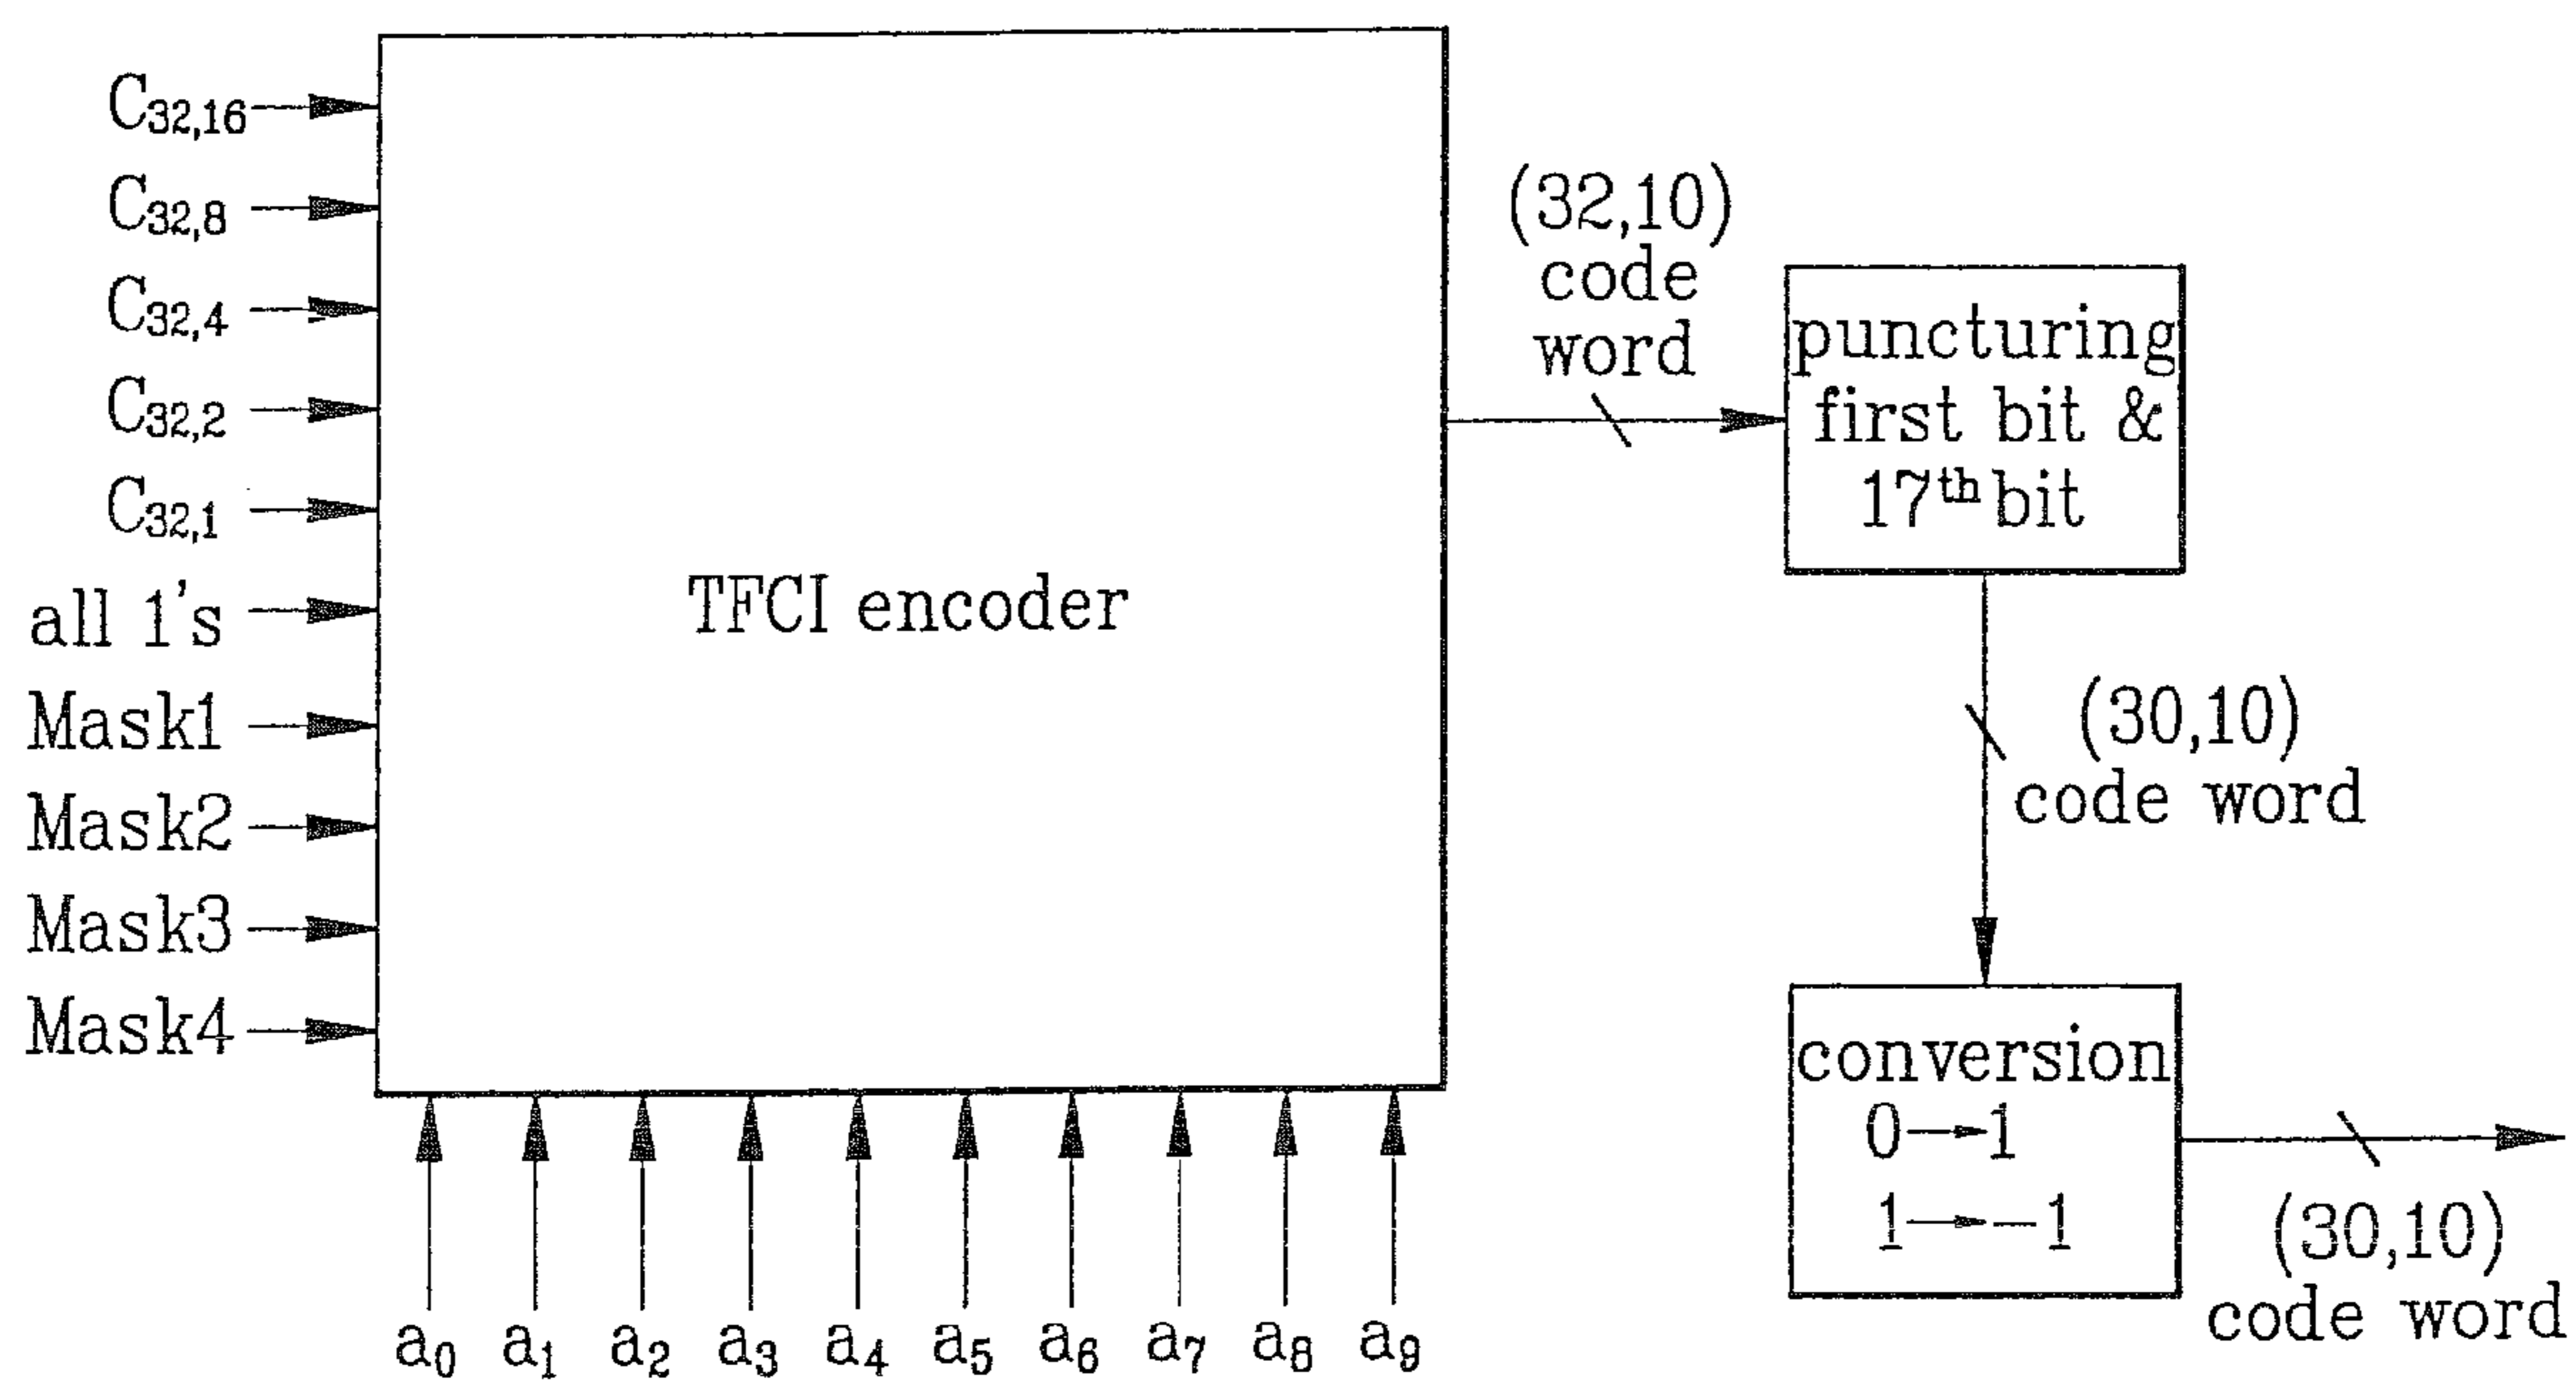 C32,16
C32,8
C32,4
C32,2
C32,1
all 1's
Mask1
Mask2
Mask3
Mask4
TFCI encoder
a0 a1 a2 a3 a4 a5 a6 a7 a8 a9
(32,10)
code
word
puncturing
first bit &
17th bit
(30,10)
code word
conversion
0→1
1→-1
(30,10)
code word